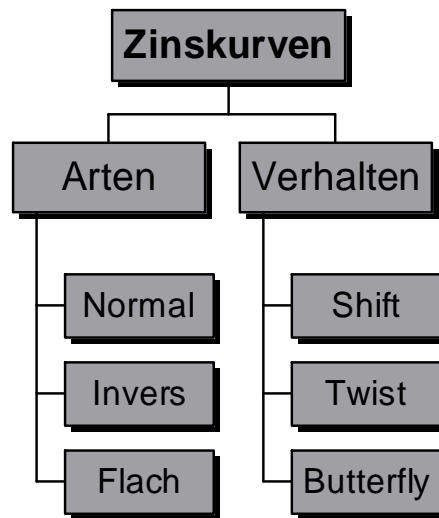 Zinskurven
Arten
Verhalten
Normal
Invers
Flach
Shift
Twist
Butterfly